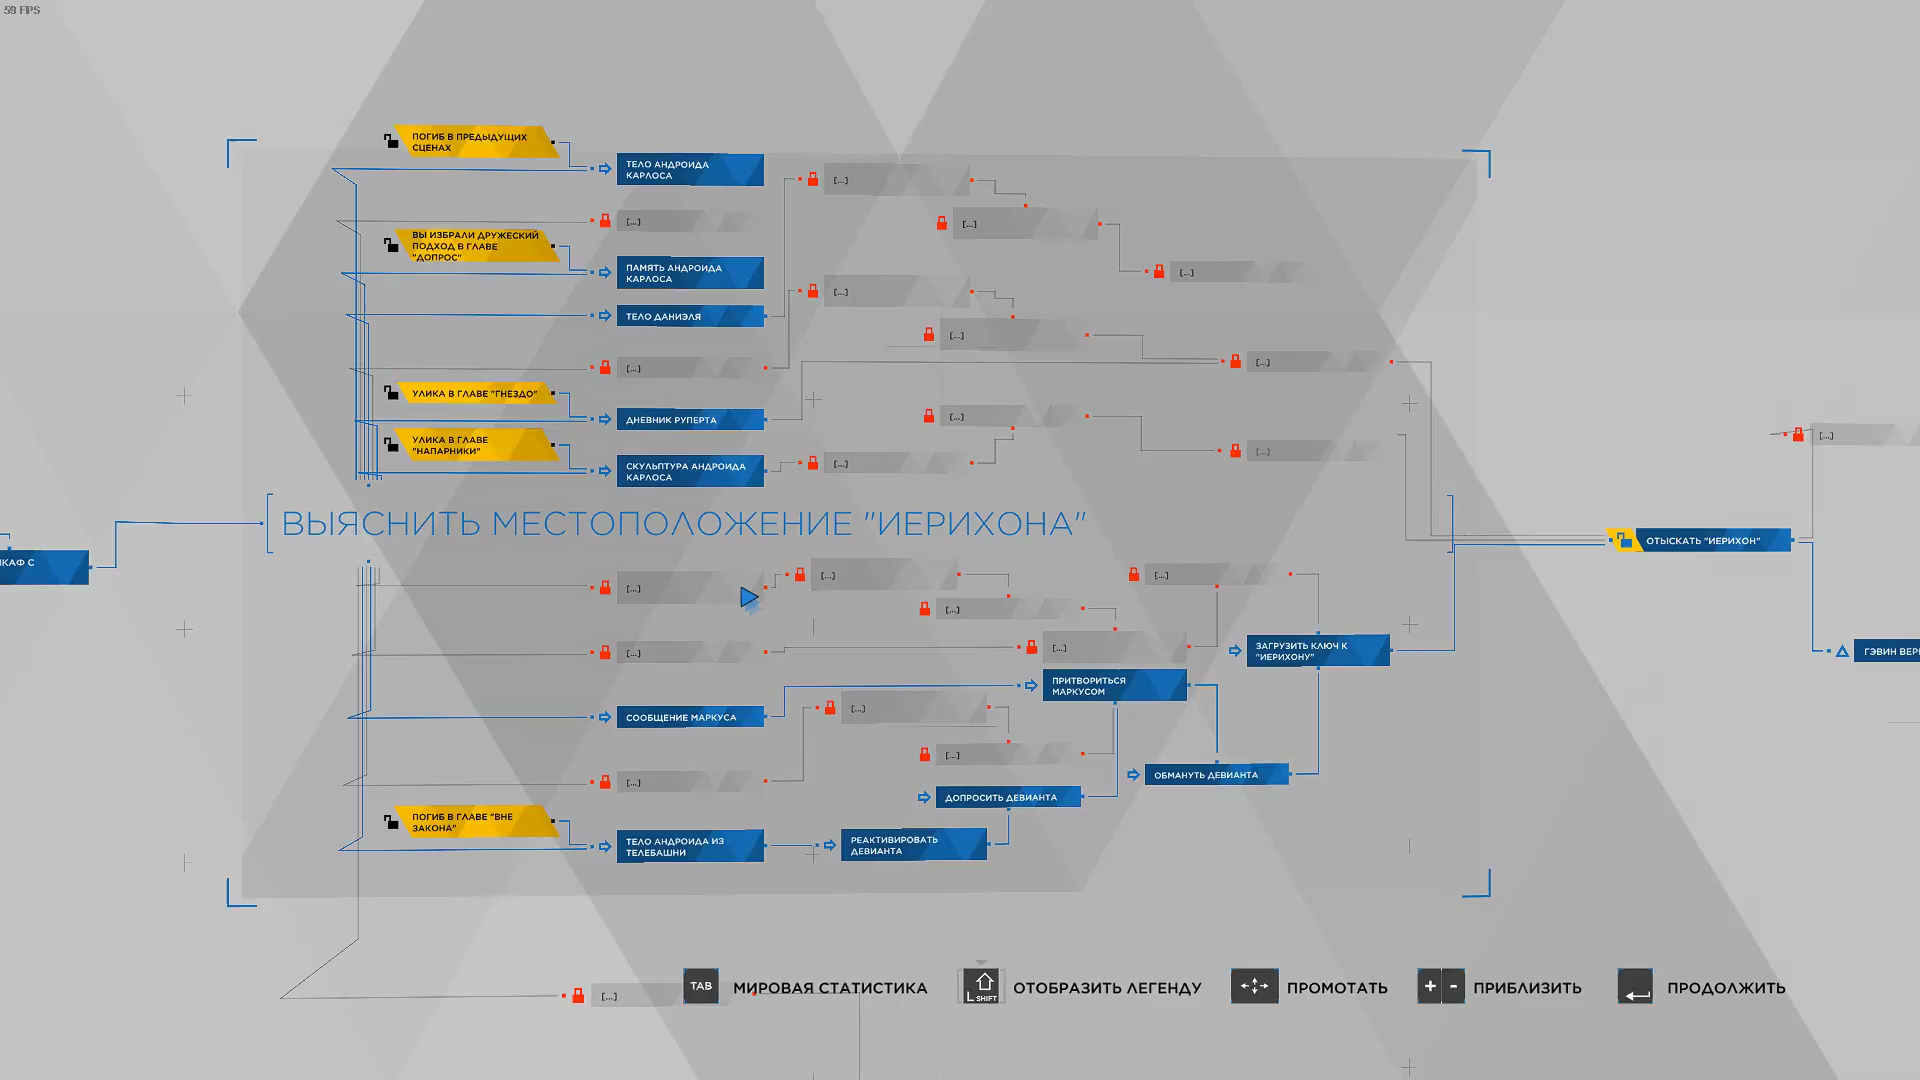 59 FPS
ПОГИБ В ПРЕДЫДУЩИХ
СЦЕНАХ
ТЕЛО АНДРОИДА
КАРЛОСА
[...]
[...]
[...]
ВЫ ИЗБРАЛИ ДРУЖЕСКИЙ
ПОДХОД В ГЛАВЕ
"ДОПРОС"
ПАМЯТЬ АНДРОИДА
КАРЛОСА
[...]
[...]
ТЕЛО ДАНИЭЛЯ
[...]
[...]
[...]
УЛИКА В ГЛАВЕ "ГНЕЗДО"
ДНЕВНИК РУПЕРТА
[...]
УЛИКА В ГЛАВЕ
"НАПАРНИКИ"
СКУЛЬПТУРА АНДРОИДА
КАРЛОСА
[...]
[...]
[...]
ВЫЯСНИТЬ МЕСТОПОЛОЖЕНИЕ "ИЕРИХОНА"
КАФ С
ОТЫСКАТЬ "ИЕРИХОН"
[...]
[...]
[...]
[...]
[...]
[...]
ЗАГРУЗИТЬ КЛЮЧ К
"ИЕРИХОНУ"
ГЭВИН ВЕР
ПРИТВОРИТЬСЯ
МАРКУСОМ
СООБЩЕНИЕ МАРКУСА
[...]
[...]
[...]
ОБМАНУТЬ ДЕВИАНТА
ДОПРОСИТЬ ДЕВИАНТА
ПОГИБ В ГЛАВЕ "ВНЕ
ЗАКОНА"
ТЕЛО АНДРОИДА ИЗ
ТЕЛЕБАШНИ
РЕАКТИВИРОВАТЬ
ДЕВИАНТА
[...]
TAB МИРОВАЯ СТАТИСТИКА
L SHIFT ОТОБРАЗИТЬ ЛЕГЕНДУ
ПРОМОТАТЬ
+ - ПРИБЛИЗИТЬ
ПРОДОЛЖИТЬ